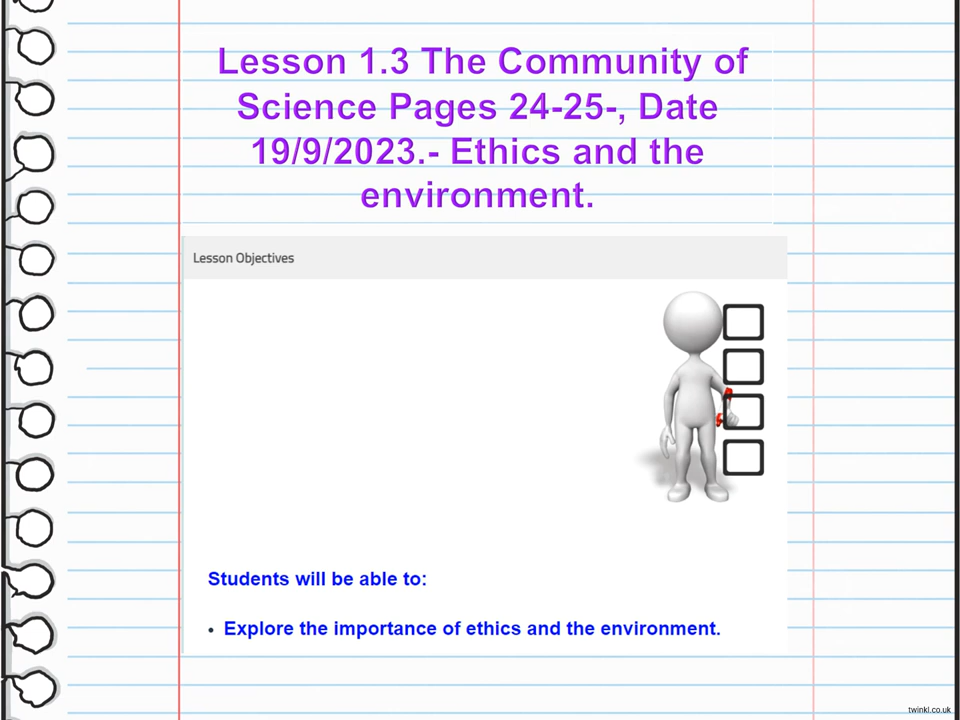 Lesson 1.3 The Community of
Science Pages 24-25-, Date
19/9/2023.- Ethics and the
environment.
Lesson Objectives
Students will be able to:
• Explore the importance of ethics and the environment.
twinkl.co.uk